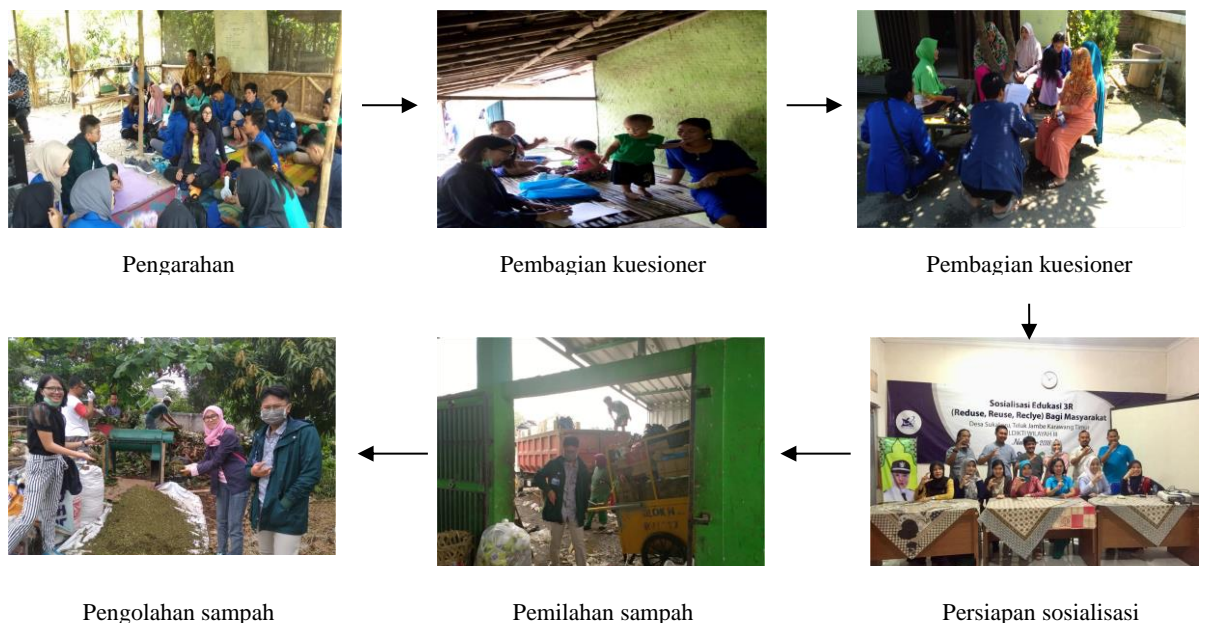 Pengarahan
Pembagian kuesioner
Pembagian kuesioner
Sosialisasi Edukasi 3R
(Reduse, Reuse, Reclye) Bagi Masyarakat
Pengolahan sampah
Pemilahan sampah
Persiapan sosialisasi